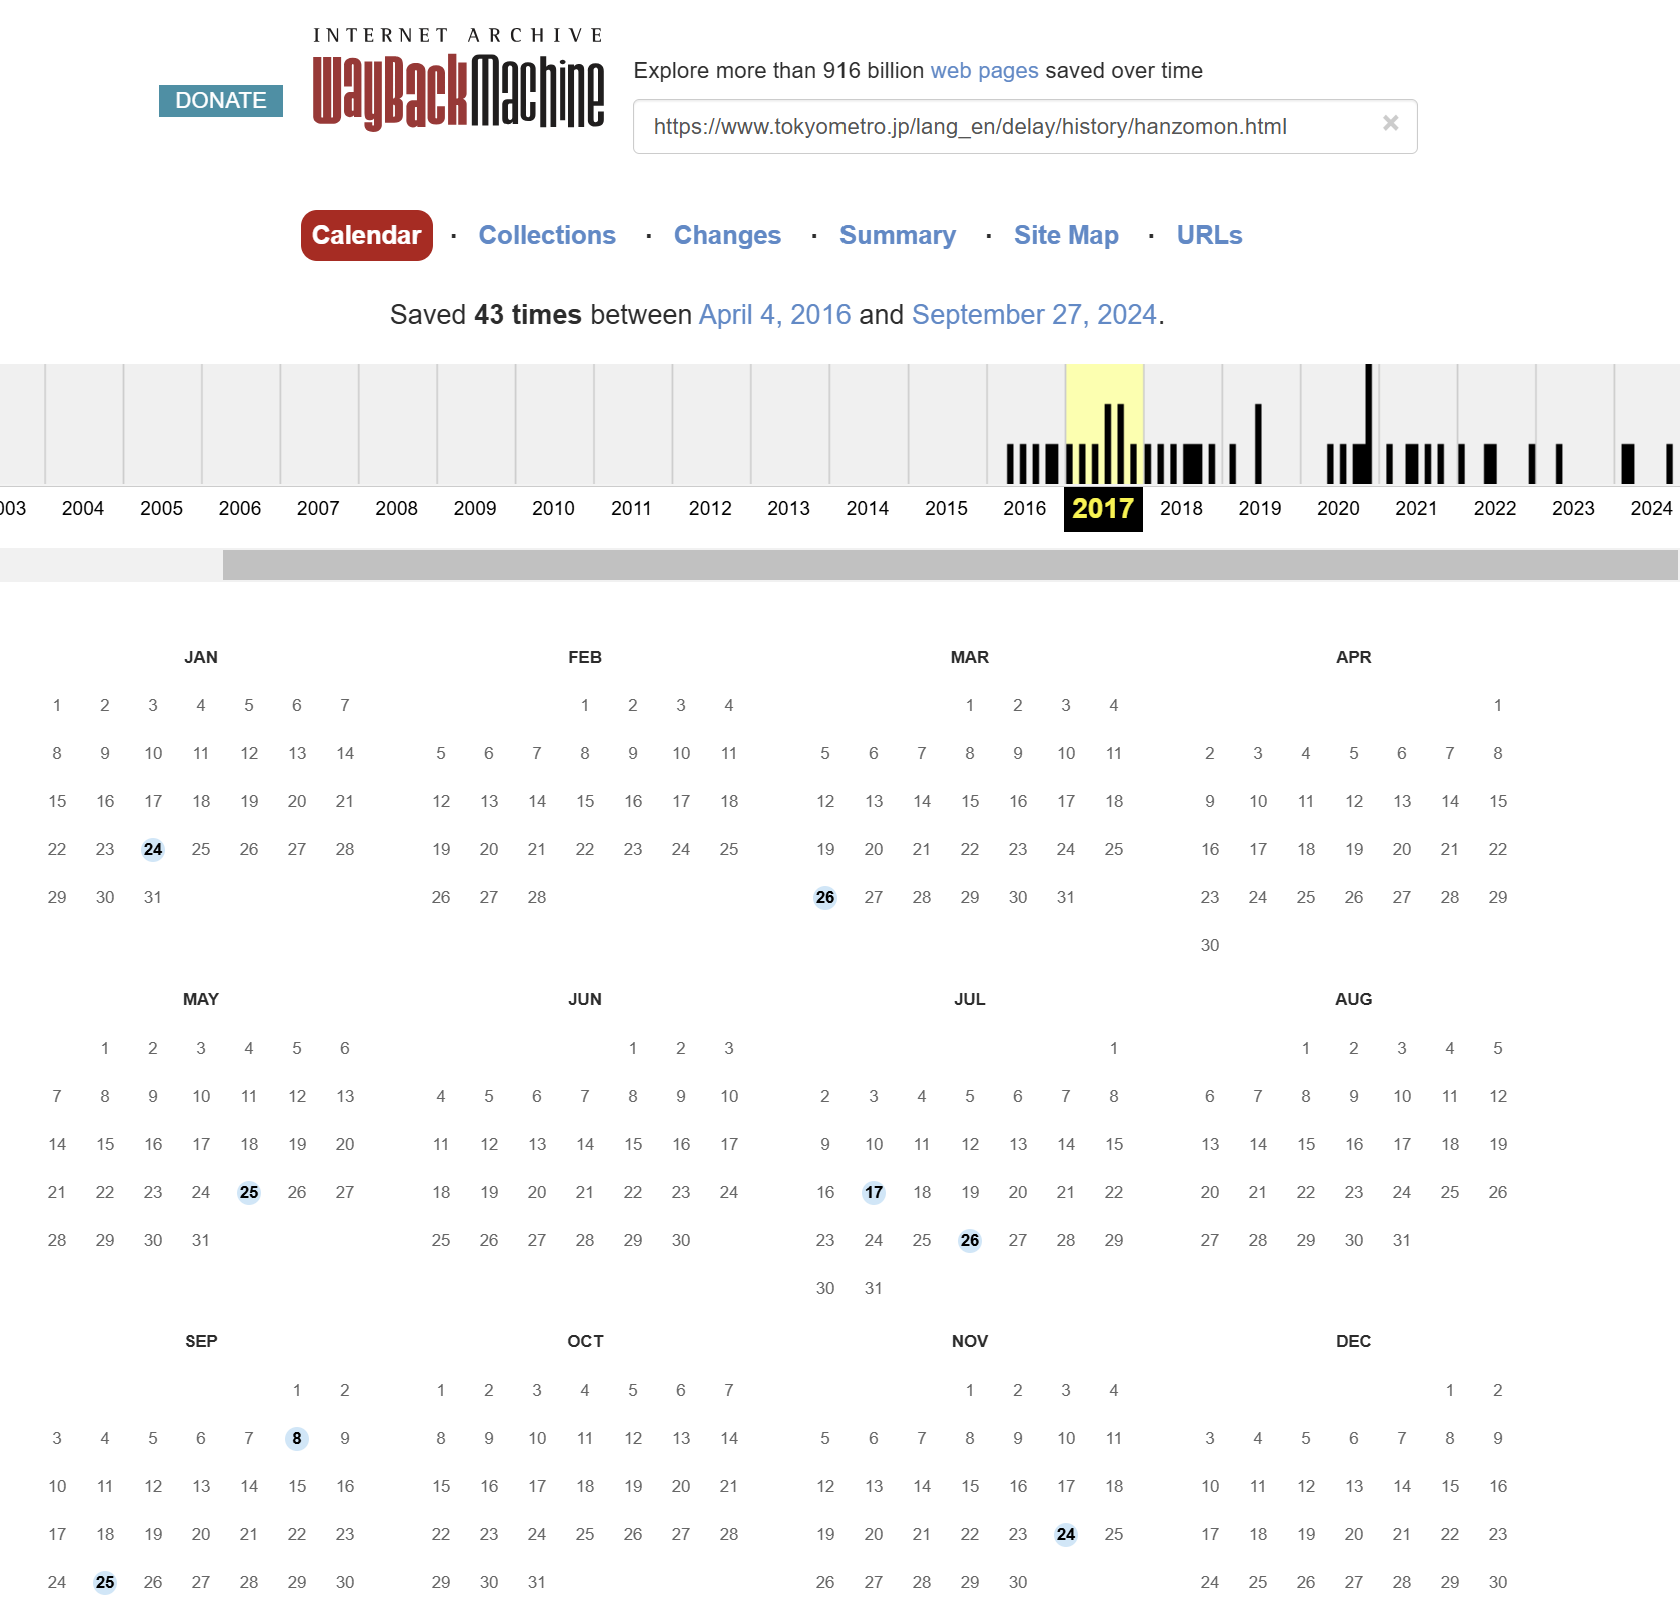 INTERNET ARCHIVE
WayBackMachine
DONATE
Explore more than 916 billion web pages saved over time
https://www.tokyometro.jp/lang_en/delay/history/hanzomon.html ×
Calendar · Collections · Changes · Summary · Site Map · URLs
Saved 43 times between April 4, 2016 and September 27, 2024.
003 2004 2005 2006 2007 2008 2009 2010 2011 2012 2013 2014 2015 2016 2017 2018 2019 2020 2021 2022 2023 2024
JAN
1 2 3 4 5 6 7
8 9 10 11 12 13 14
15 16 17 18 19 20 21
22 23 24 25 26 27 28
29 30 31
FEB
1 2 3 4
5 6 7 8 9 10 11
12 13 14 15 16 17 18
19 20 21 22 23 24 25
26 27 28
MAR
1 2 3 4
5 6 7 8 9 10 11
12 13 14 15 16 17 18
19 20 21 22 23 24 25
26 27 28 29 30 31
APR
1
2 3 4 5 6 7 8
9 10 11 12 13 14 15
16 17 18 19 20 21 22
23 24 25 26 27 28 29
30
MAY
1 2 3 4 5 6
7 8 9 10 11 12 13
14 15 16 17 18 19 20
21 22 23 24 25 26 27
28 29 30 31
JUN
1 2 3
4 5 6 7 8 9 10
11 12 13 14 15 16 17
18 19 20 21 22 23 24
25 26 27 28 29 30
JUL
1
2 3 4 5 6 7 8
9 10 11 12 13 14 15
16 17 18 19 20 21 22
23 24 25 26 27 28 29
30 31
AUG
1 2 3 4 5
6 7 8 9 10 11 12
13 14 15 16 17 18 19
20 21 22 23 24 25 26
27 28 29 30 31
SEP
1 2
3 4 5 6 7 8 9
10 11 12 13 14 15 16
17 18 19 20 21 22 23
24 25 26 27 28 29 30
OCT
1 2 3 4 5 6 7
8 9 10 11 12 13 14
15 16 17 18 19 20 21
22 23 24 25 26 27 28
29 30 31
NOV
1 2 3 4
5 6 7 8 9 10 11
12 13 14 15 16 17 18
19 20 21 22 23 24 25
26 27 28 29 30
DEC
1 2
3 4 5 6 7 8 9
10 11 12 13 14 15 16
17 18 19 20 21 22 23
24 25 26 27 28 29 30